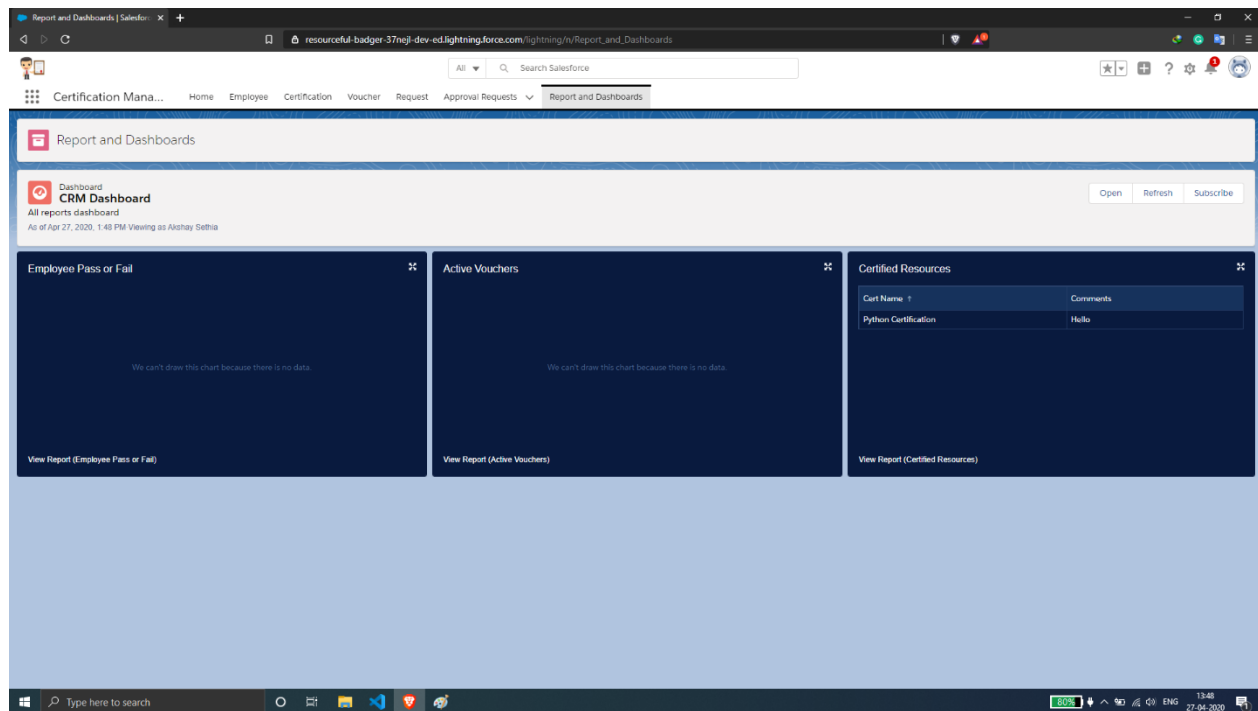 Report and Dashboards | Salesforc
resourceful-badger-37nejl-dev-ed.lightning.force.com/lightning/n/Report_and_Dashboards
All
Search Salesforce
1
Certification Mana...
Home
Employee
Certification
Voucher
Request
Approval Requests
Report and Dashboards
Report and Dashboards
Dashboard
CRM Dashboard
All reports dashboard
As of Apr 27, 2020, 1:48 PM Viewing as Akshay Sethia
Open
Refresh
Subscribe
Employee Pass or Fail
We can't draw this chart because there is no data.
View Report (Employee Pass or Fail)
Active Vouchers
We can't draw this chart because there is no data.
View Report (Active Vouchers)
Certified Resources
Cert Name ↑ Comments
Python Certification Hello
View Report (Certified Resources)
Type here to search
80%
ENG
13:48
27-04-2020